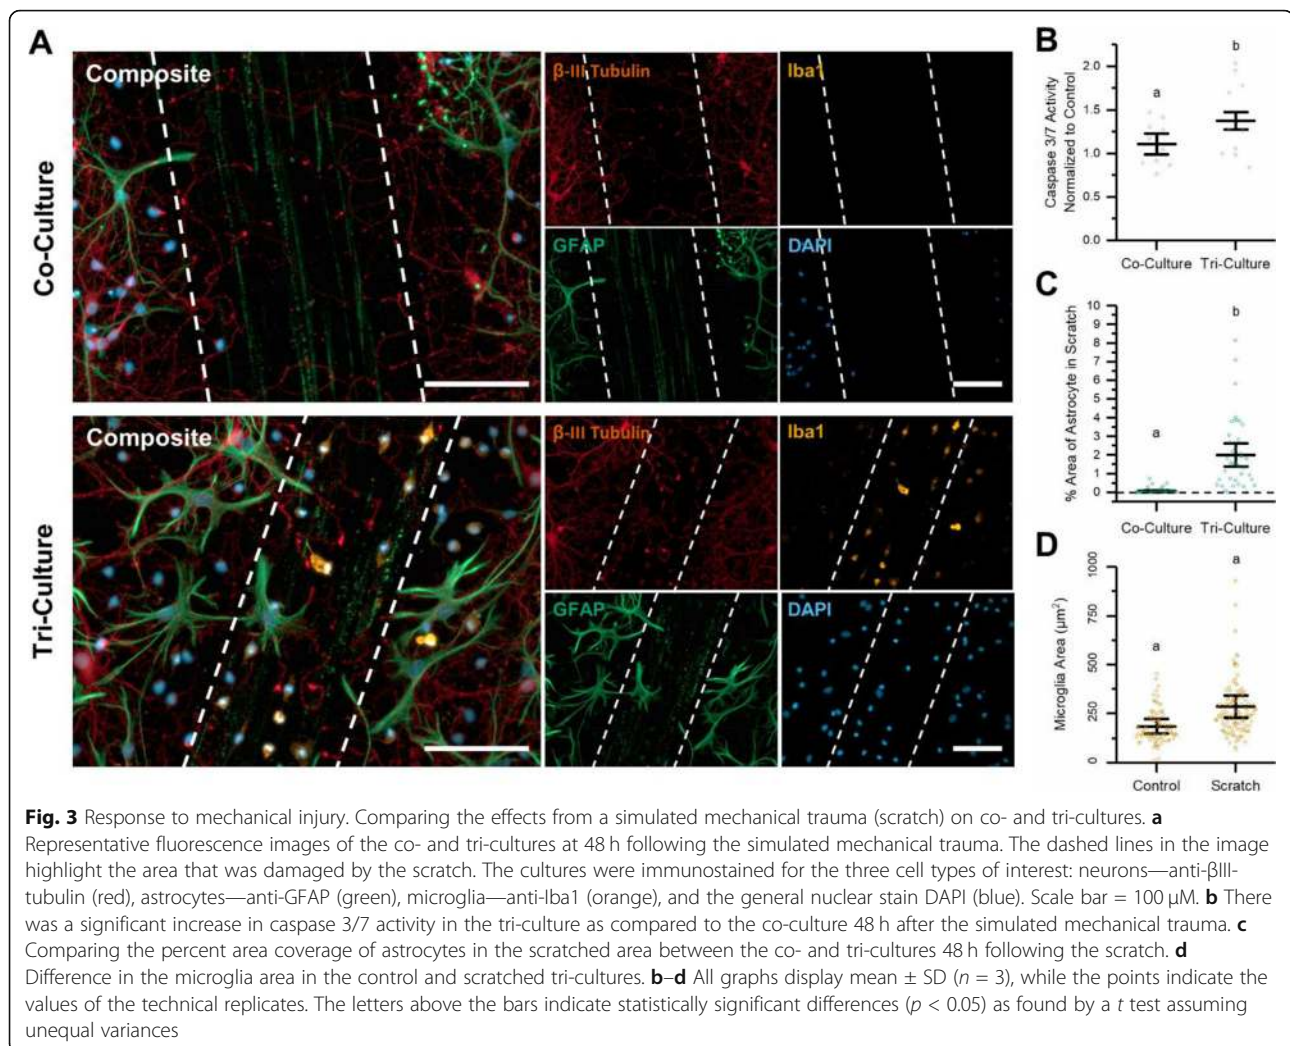 A
Co-Culture
Composite
β-III Tubulin
Iba1
GFAP
DAPI
Tri-Culture
Composite
β-III Tubulin
Iba1
GFAP
DAPI
B
Caspase 3/7 Activity
Normalized to Control
2.0
1.5
1.0
0.5
0.0
a
b
Co-Culture Tri-Culture
C
% Area of Astrocyte in Scratch
10
9
8
7
6
5
4
3
2
1
0
a
b
Co-Culture Tri-Culture
D
Microglia Area (µm²)
1000
750
500
250
0
a
a
Control Scratch
Fig. 3 Response to mechanical injury. Comparing the effects from a simulated mechanical trauma (scratch) on co- and tri-cultures. a
Representative fluorescence images of the co- and tri-cultures at 48 h following the simulated mechanical trauma. The dashed lines in the image
highlight the area that was damaged by the scratch. The cultures were immunostained for the three cell types of interest: neurons—anti-βIII-
tubulin (red), astrocytes—anti-GFAP (green), microglia—anti-Iba1 (orange), and the general nuclear stain DAPI (blue). Scale bar = 100 µM. b There
was a significant increase in caspase 3/7 activity in the tri-culture as compared to the co-culture 48 h after the simulated mechanical trauma. c
Comparing the percent area coverage of astrocytes in the scratched area between the co- and tri-cultures 48 h following the scratch. d
Difference in the microglia area in the control and scratched tri-cultures. b–d All graphs display mean ± SD (n = 3), while the points indicate the
values of the technical replicates. The letters above the bars indicate statistically significant differences (p < 0.05) as found by a t test assuming
unequal variances